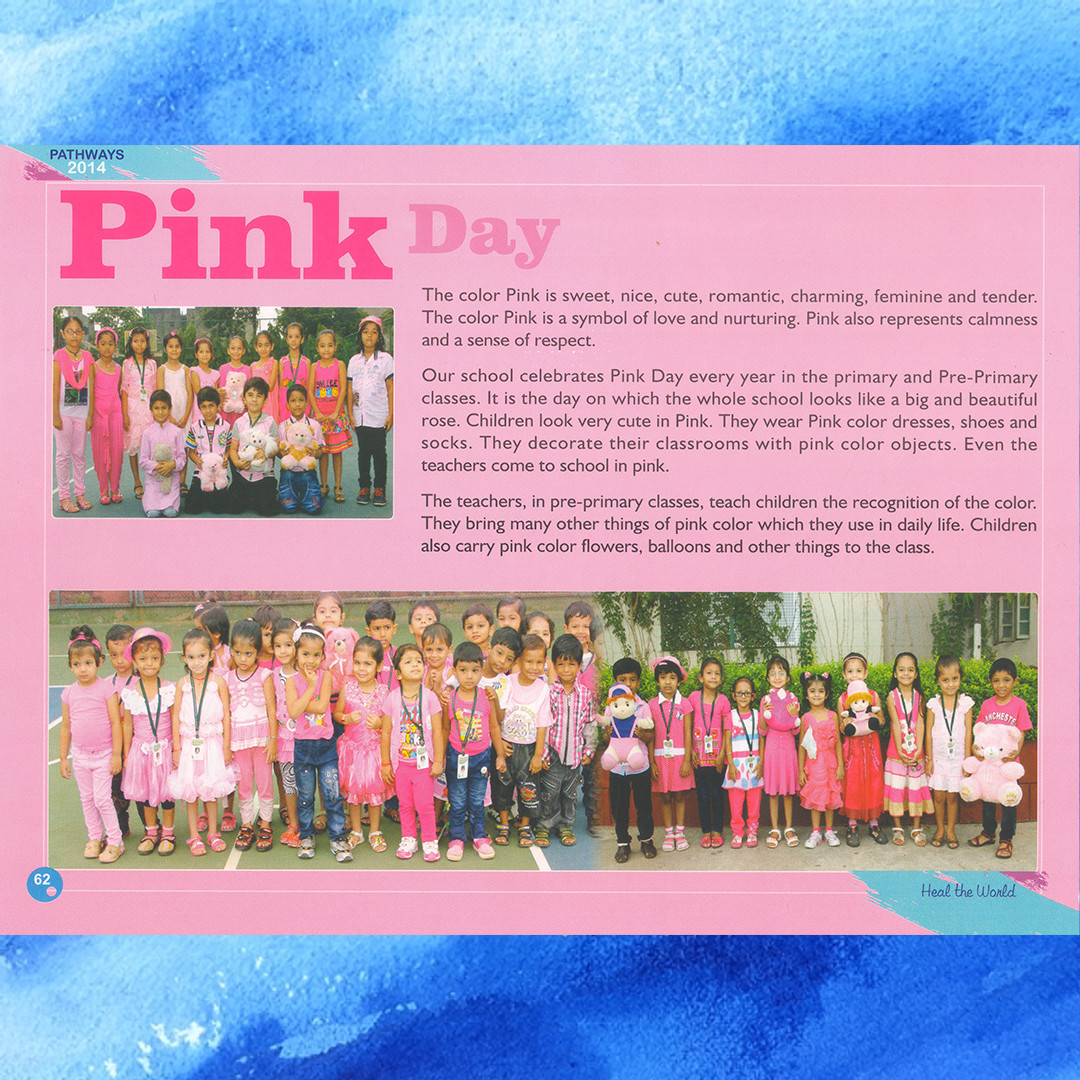 PATHWAYS
2014
Pink Day
The color Pink is sweet, nice, cute, romantic, charming, feminine and tender.
The color Pink is a symbol of love and nurturing. Pink also represents calmness
and a sense of respect.
Our school celebrates Pink Day every year in the primary and Pre-Primary
classes. It is the day on which the whole school looks like a big and beautiful
rose. Children look very cute in Pink. They wear Pink color dresses, shoes and
socks. They decorate their classrooms with pink color objects. Even the
teachers come to school in pink.
The teachers, in pre-primary classes, teach children the recognition of the color.
They bring many other things of pink color which they use in daily life. Children
also carry pink color flowers, balloons and other things to the class.
62
Heal the World